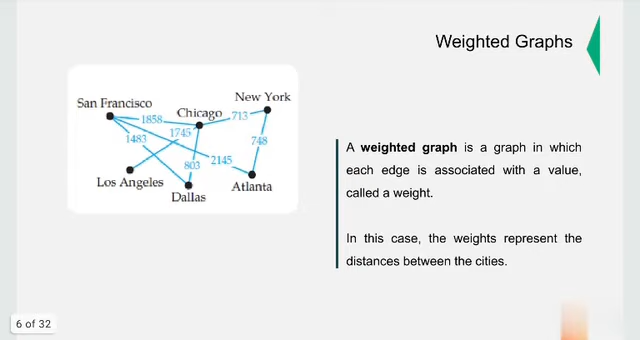 Weighted Graphs
San Francisco
Chicago
New York
1858
713
1745
1483
748
803
2145
Los Angeles
Dallas
Atlanta
A weighted graph is a graph in which
each edge is associated with a value,
called a weight.
In this case, the weights represent the
distances between the cities.
6 of 32